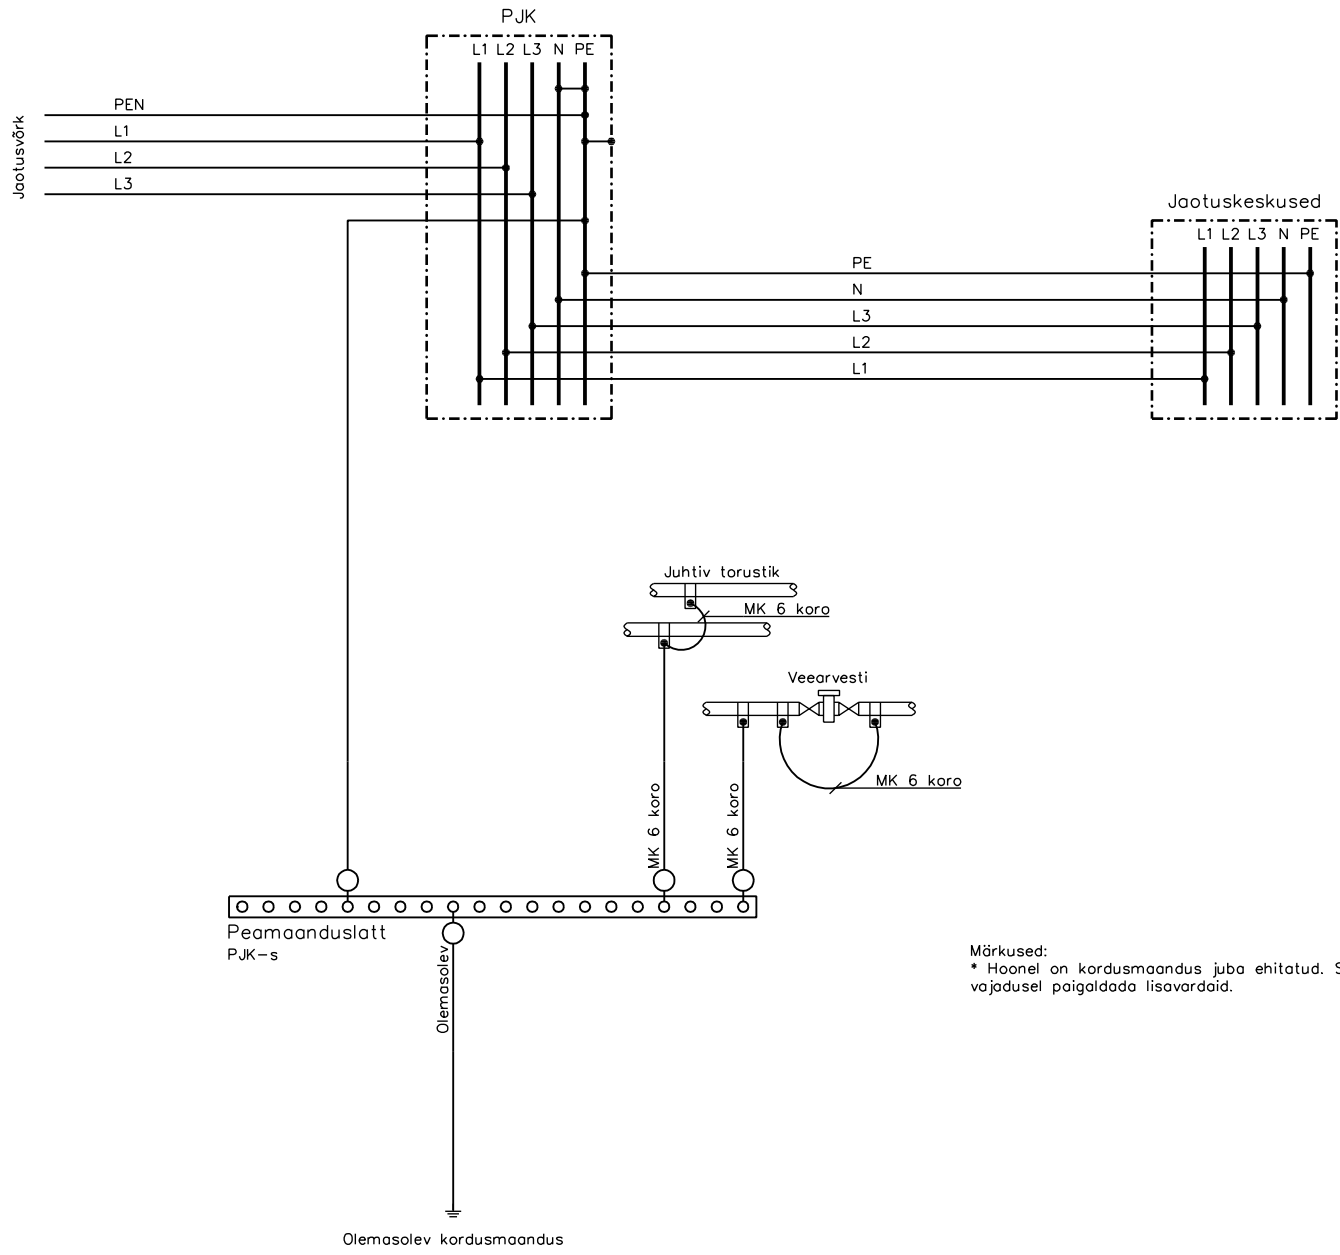 PJK
L1 L2 L3 N PE
PEN
L1
L2
L3
Jaotusvõrk
Jaotuskeskused
L1 L2 L3 N PE
PE
N
L3
L2
L1
Juhtiv torustik
MK 6 koro
Veearvesti
MK 6 koro
MK 6 koro
MK 6 koro
Peamaanduslatt
PJK-s
Olemasolev
Märkused:
* Hoonel on kordusmaandus juba ehitatud.
vajadusel paigaldada lisavardaid.
Olemasolev kordusmaandus